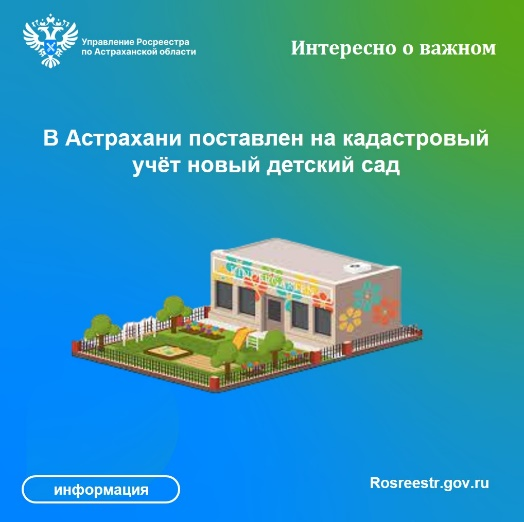 Управление Росреестра
по Астраханской области
Интересно о важном
В Астрахани поставлен на кадастровый
учёт новый детский сад
KINDERGARTEN
информация
Rosreestr.gov.ru